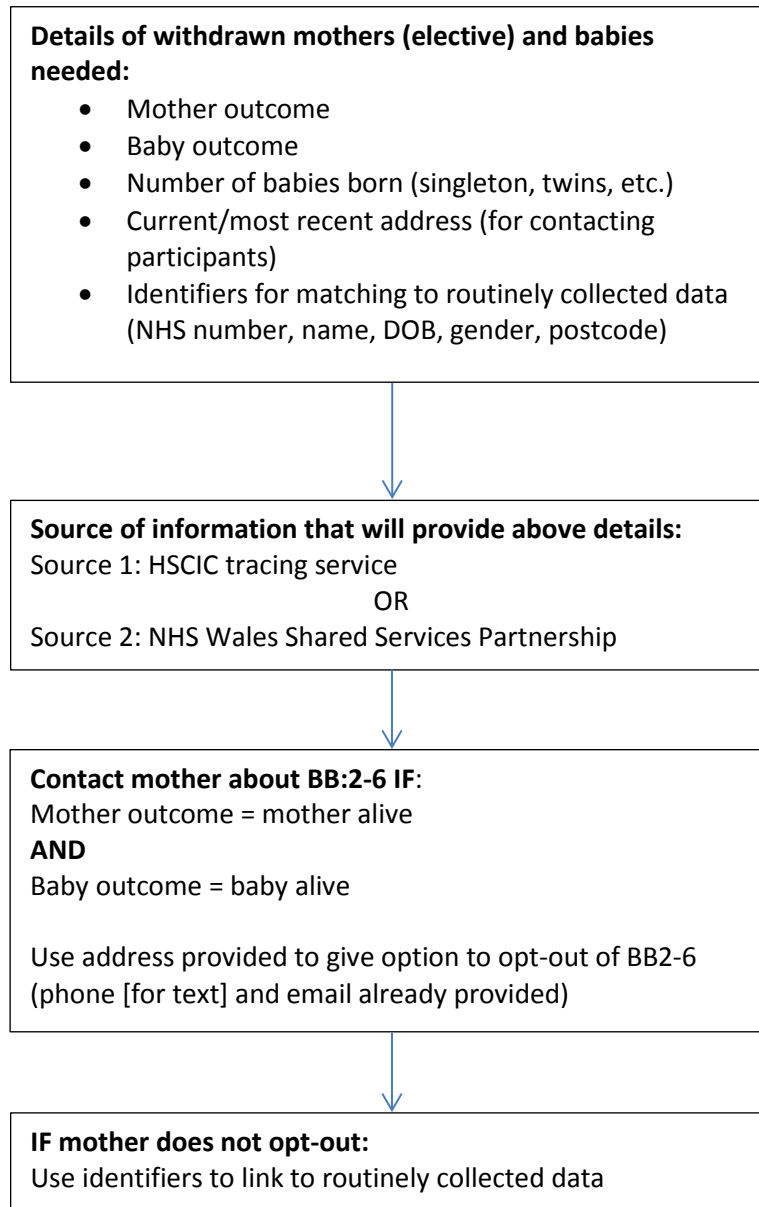 Details of withdrawn mothers (elective) and babies
needed:
• Mother outcome
• Baby outcome
• Number of babies born (singleton, twins, etc.)
• Current/most recent address (for contacting
participants)
• Identifiers for matching to routinely collected data
(NHS number, name, DOB, gender, postcode)
Source of information that will provide above details:
Source 1: HSCIC tracing service
OR
Source 2: NHS Wales Shared Services Partnership
Contact mother about BB:2-6 IF:
Mother outcome = mother alive
AND
Baby outcome = baby alive
Use address provided to give option to opt-out of BB2-6
(phone [for text] and email already provided)
IF mother does not opt-out:
Use identifiers to link to routinely collected data